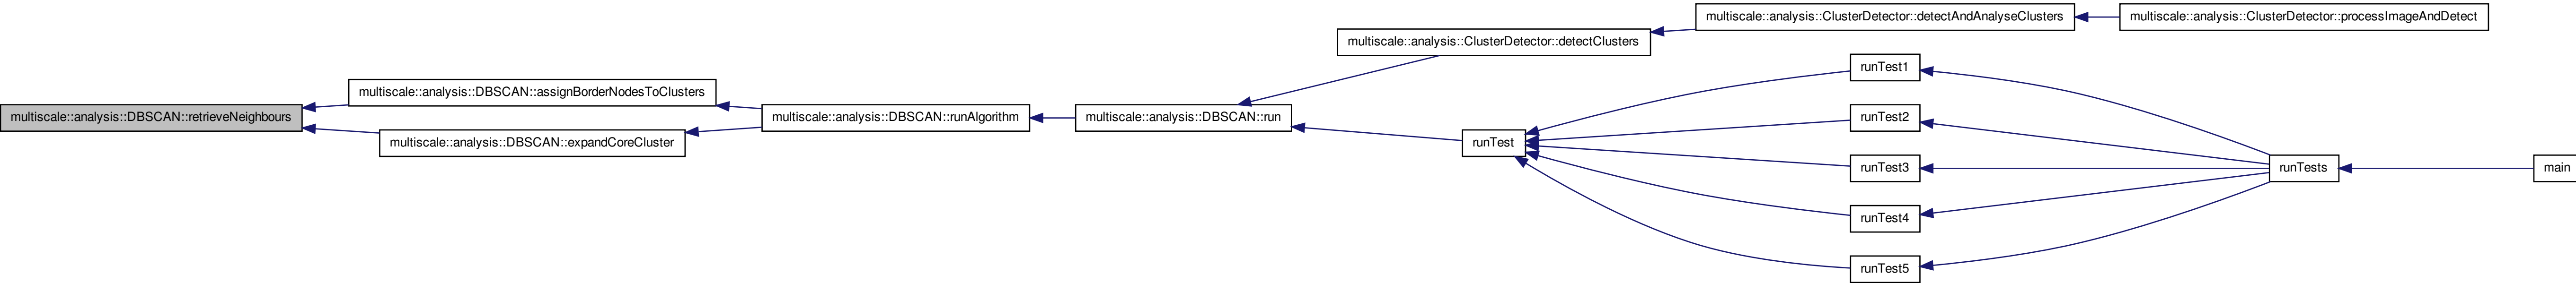 multiscale::analysis::ClusterDetector::detectAndAnalyseClusters
multiscale::analysis::ClusterDetector::processImageAndDetect
multiscale::analysis::ClusterDetector::detectClusters
runTest1
multiscale::analysis::DBSCAN::assignBorderNodesToClusters
multiscale::analysis::DBSCAN::retrieveNeighbours
multiscale::analysis::DBSCAN::runAlgorithm
multiscale::analysis::DBSCAN::run
runTest2
multiscale::analysis::DBSCAN::expandCoreCluster
runTest
runTest3
runTests
main
runTest4
runTest5